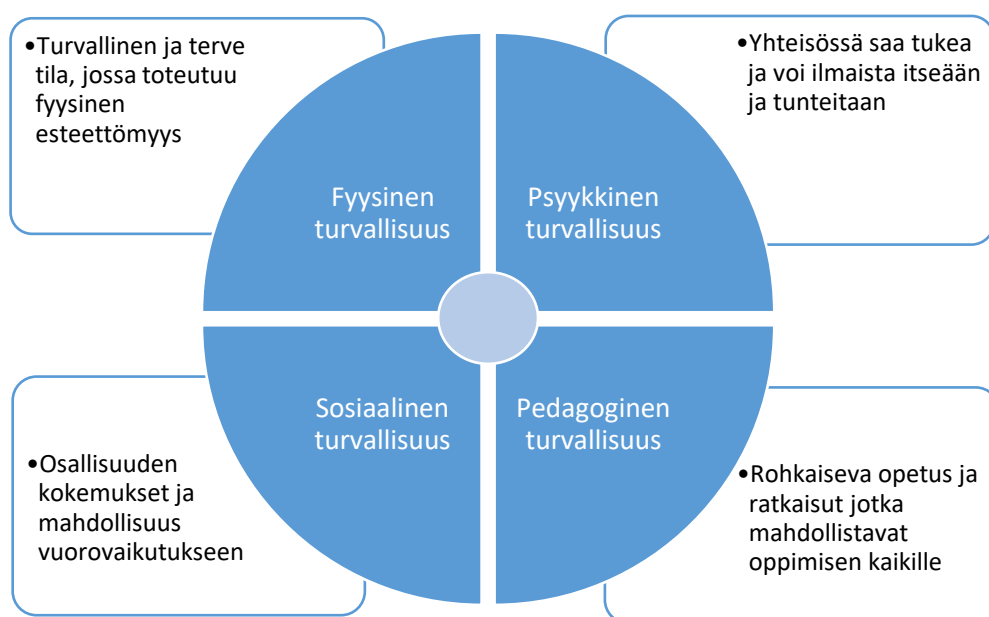 •Turvallinen ja terve
tila, jossa toteutuu
fyysinen
esteettömyys
•Yhteisössä saa tukea
ja voi ilmaista itseään
ja tunteitaan
Fyysinen
turvallisuus
Psyykkinen
turvallisuus
Sosiaalinen
turvallisuus
Pedagoginen
turvallisuus
•Osallisuuden
kokemukset ja
mahdollisuus
vuorovaikutukseen
•Rohkaiseva opetus ja
ratkaisut jotka
mahdollistavat
oppimisen kaikille